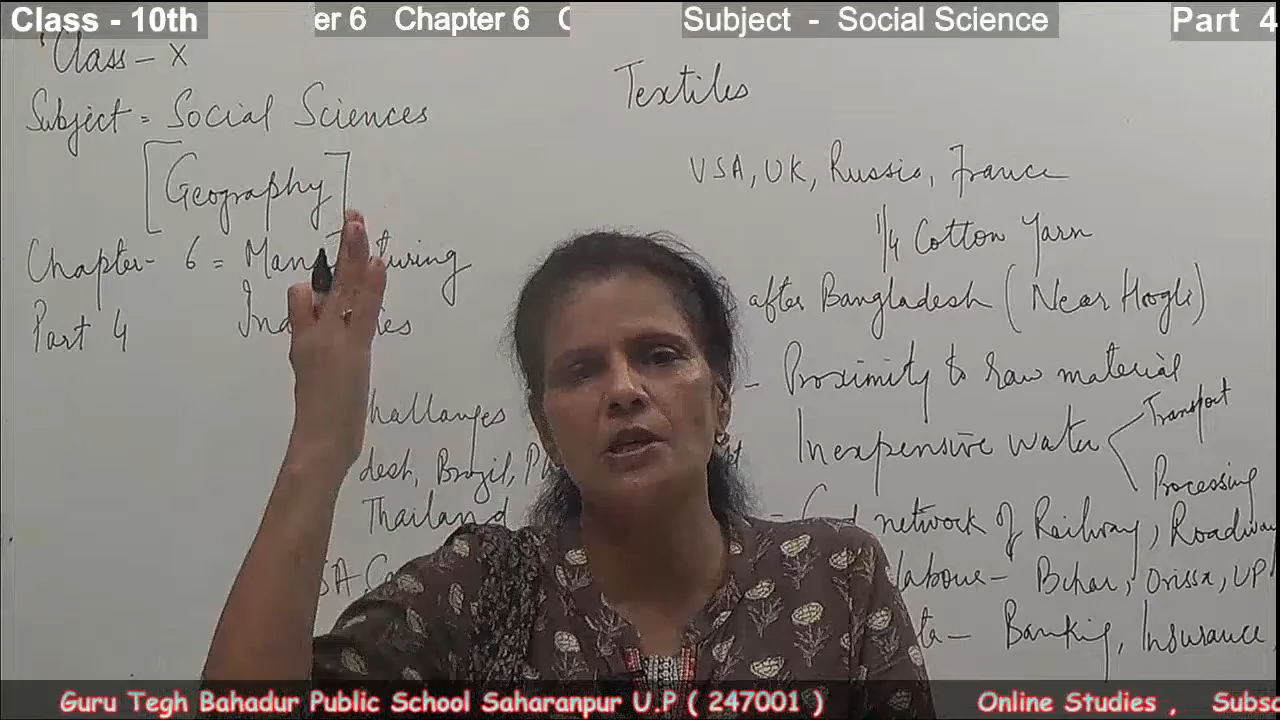 Class - 10th
er 6 Chapter 6
Subject - Social Science
Part 4
Class - X
Subject = Social Sciences
[Geography]
Chapter - 6 = Man turing
Part 4
Textiles
USA, UK, Russia, France
1/4 Cotton Yarn
after Bangladesh (Near Hoogli)
- Proximity to raw material
Inexpensive water
Transport
Processing
network of Railway, Roadway
labour - Bihar, Orissa, UP
- Banking, Insurance
hallanges
desh, Brazil,
Thailand
Guru Tegh Bahadur Public School Saharanpur U.P ( 247001 )
Online Studies , Subsc